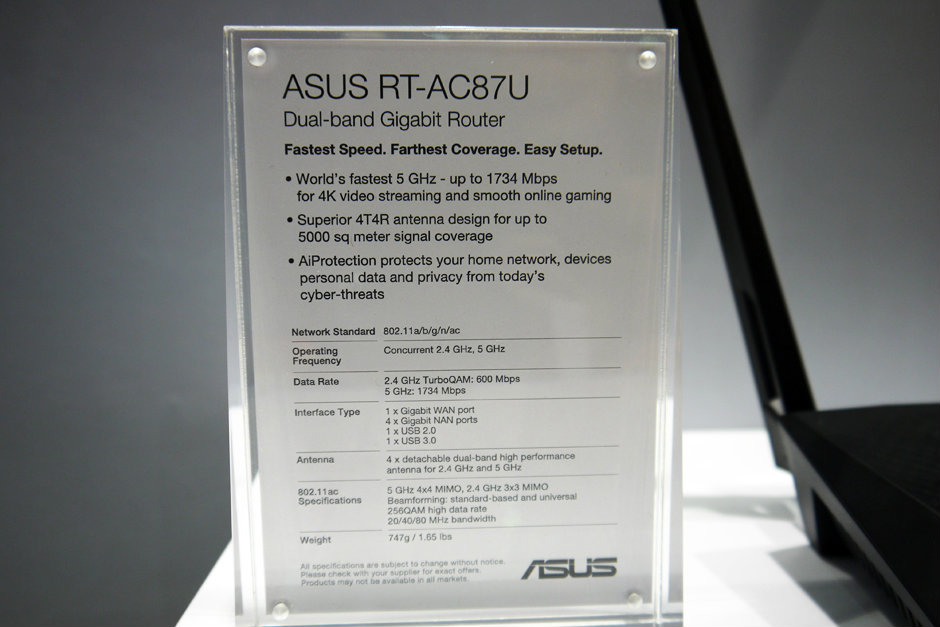 ASUS RT-AC87U
Dual-band Gigabit Router
Fastest Speed. Farthest Coverage. Easy Setup.
• World's fastest 5 GHz - up to 1734 Mbps
for 4K video streaming and smooth online gaming
• Superior 4T4R antenna design for up to
5000 sq meter signal coverage
• AiProtection protects your home network, devices
personal data and privacy from today's
cyber-threats
Network Standard 802.11a/b/g/n/ac
Operating Concurrent 2.4 GHz, 5 GHz
Frequency
Data Rate 2.4 GHz TurboQAM: 600 Mbps
5 GHz: 1734 Mbps
Interface Type 1 x Gigabit WAN port
4 x Gigabit NAN ports
1 x USB 2.0
1 x USB 3.0
Antenna 4 x detachable dual-band high performance
antenna for 2.4 GHz and 5 GHz
802.11ac 5 GHz 4x4 MIMO, 2.4 GHz 3x3 MIMO
Specifications Beamforming: standard-based and universal
256QAM high data rate
20/40/80 MHz bandwidth
Weight 747g / 1.65 lbs
All specifications are subject to change without notice.
Please check with your supplier for exact offers.
Products may not be available in all markets.
ASUS